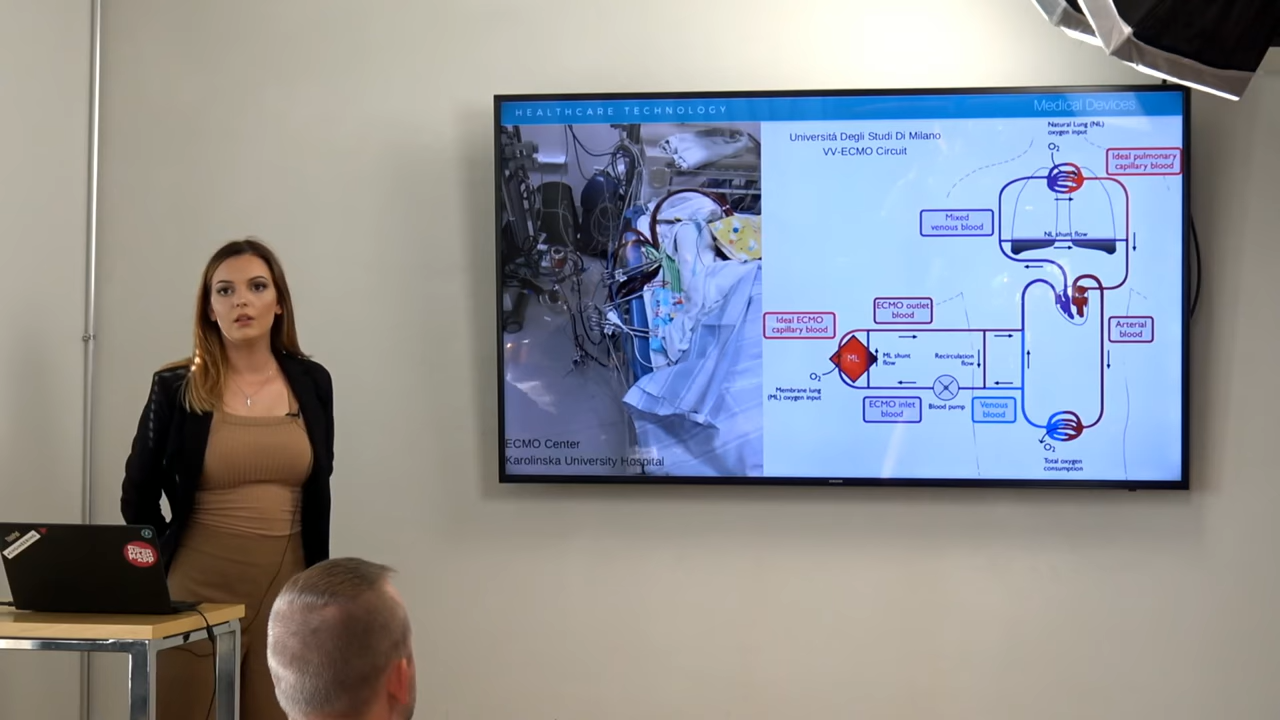 HEALTHCARE TECHNOLOGY
Medical Devices
Università Degli Studi Di Milano
VV-ECMO Circuit
Natural Lung (NL)
oxygen input
O2
Ideal pulmonary
capillary blood
Mixed
venous blood
NL shunt flow
ECMO outlet
blood
Ideal ECMO
capillary blood
Arterial
blood
ML
ML shunt
flow
Recirculation
flow
O2
Membrane lung
(ML) oxygen input
ECMO inlet
blood
Blood pump
Venous
blood
O2
Total oxygen
consumption
ECMO Center
Karolinska University Hospital
SUPER
MASH
APP